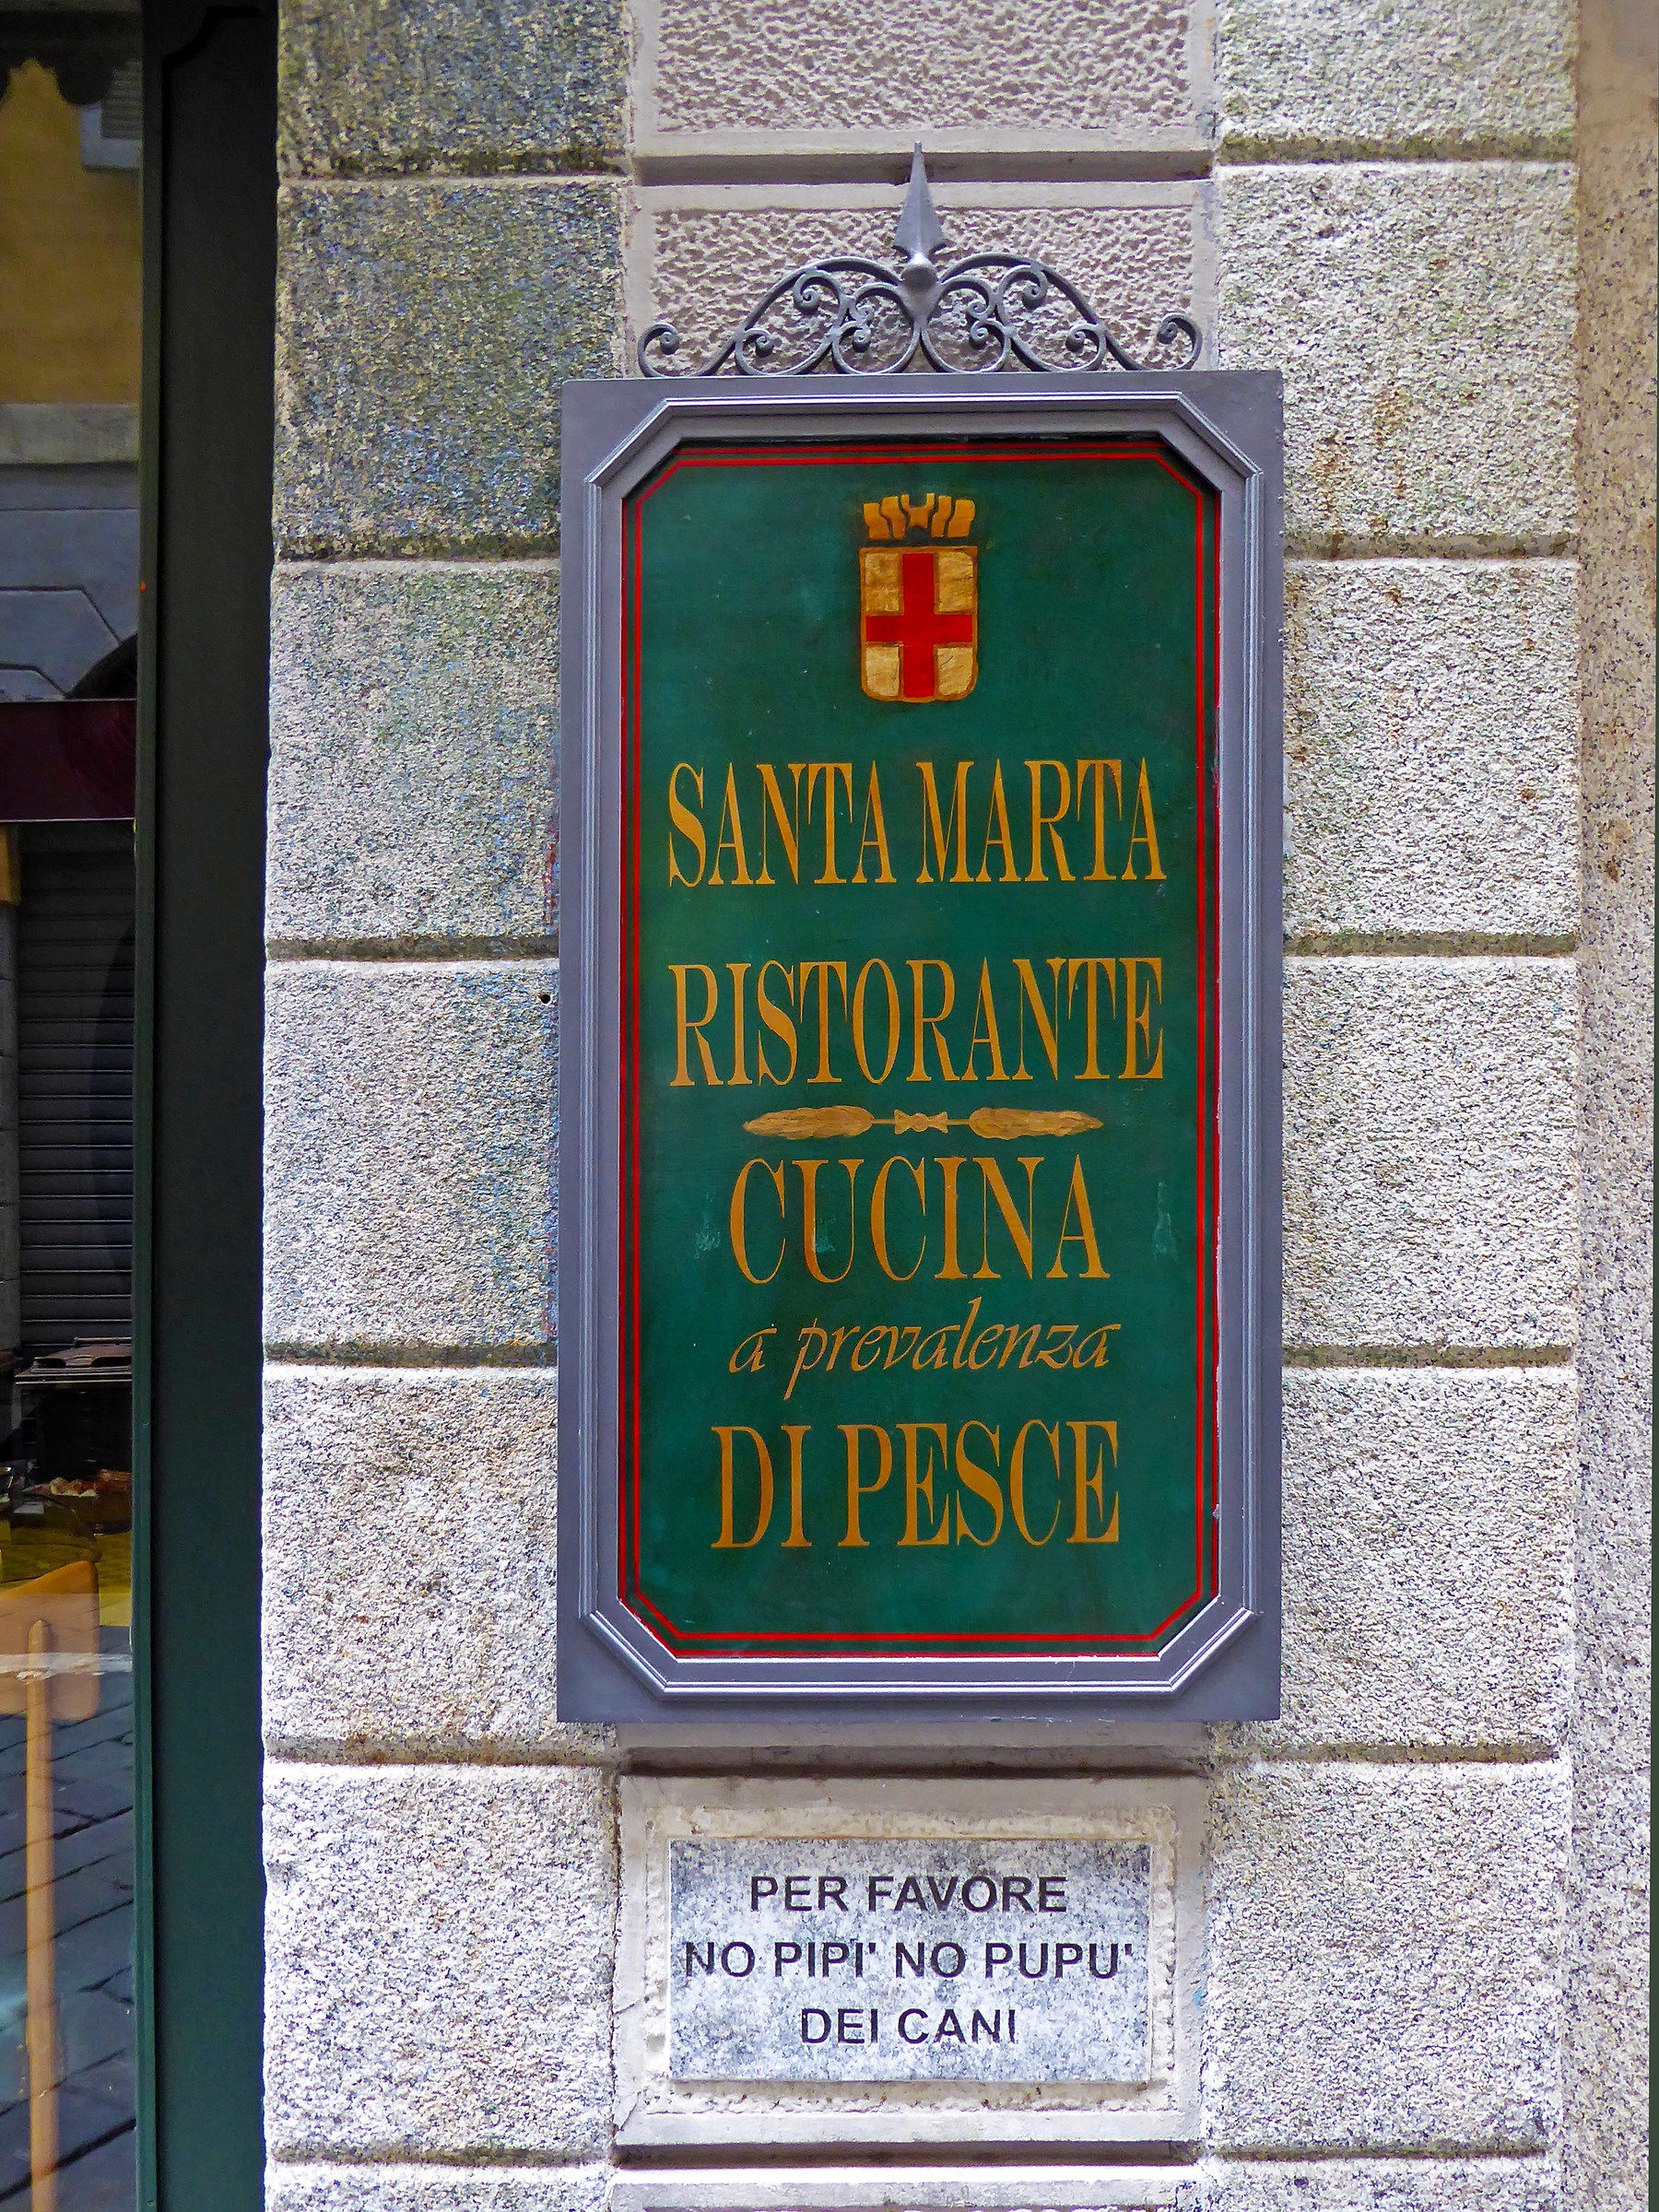 SANTA MARTA
RISTORANTE
CUCINA
a prevalenza
DI PESCE
PER FAVORE
NO PIPI' NO PUPU'
DEI CANI